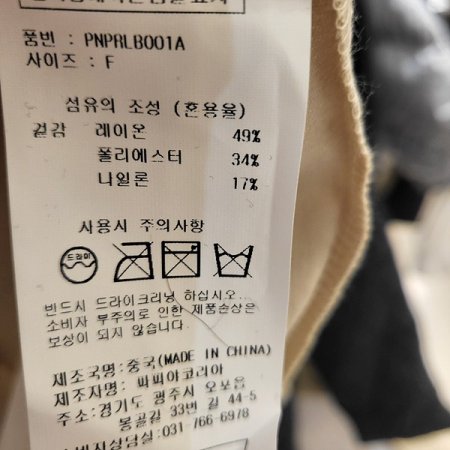 품번 : PNPRLB001A
사이즈 : F
섬유의 조성 (혼용율)
겉감 레이온 49%
폴리에스터 34%
나일론 17%
사용시 주의사항
드라이
반드시 드라이크리닝 하십시오...
소비자 부주의로 인한 제품손상은
보상이 되지 않습니다.
제조국명:중국(MADE IN CHINA)
제조자명: 파피야코리아
주소:경기도 광주시 오포읍
봉골길 33번 길 44-5
상담실:031-766-6978